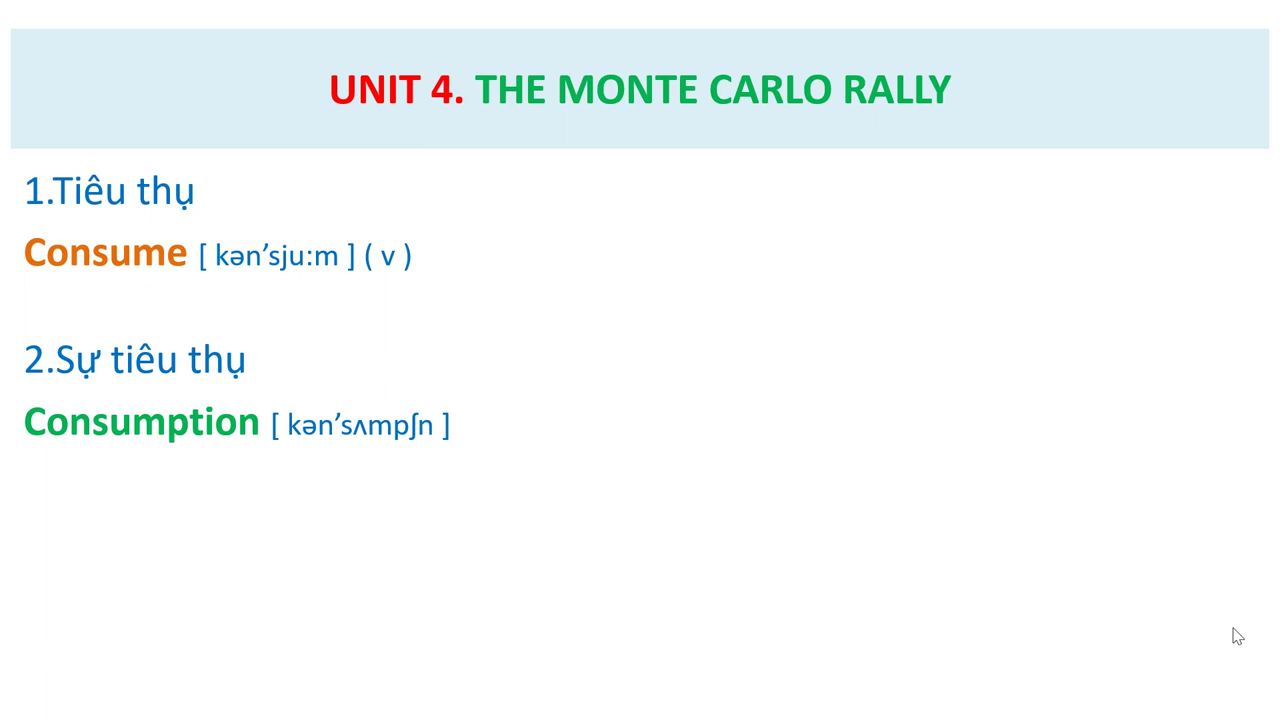 UNIT 4. THE MONTE CARLO RALLY
1.Tiêu thụ
Consume [ kən’sju:m ] ( v )
2.Sự tiêu thụ
Consumption [ kən’sʌmpʃn ]